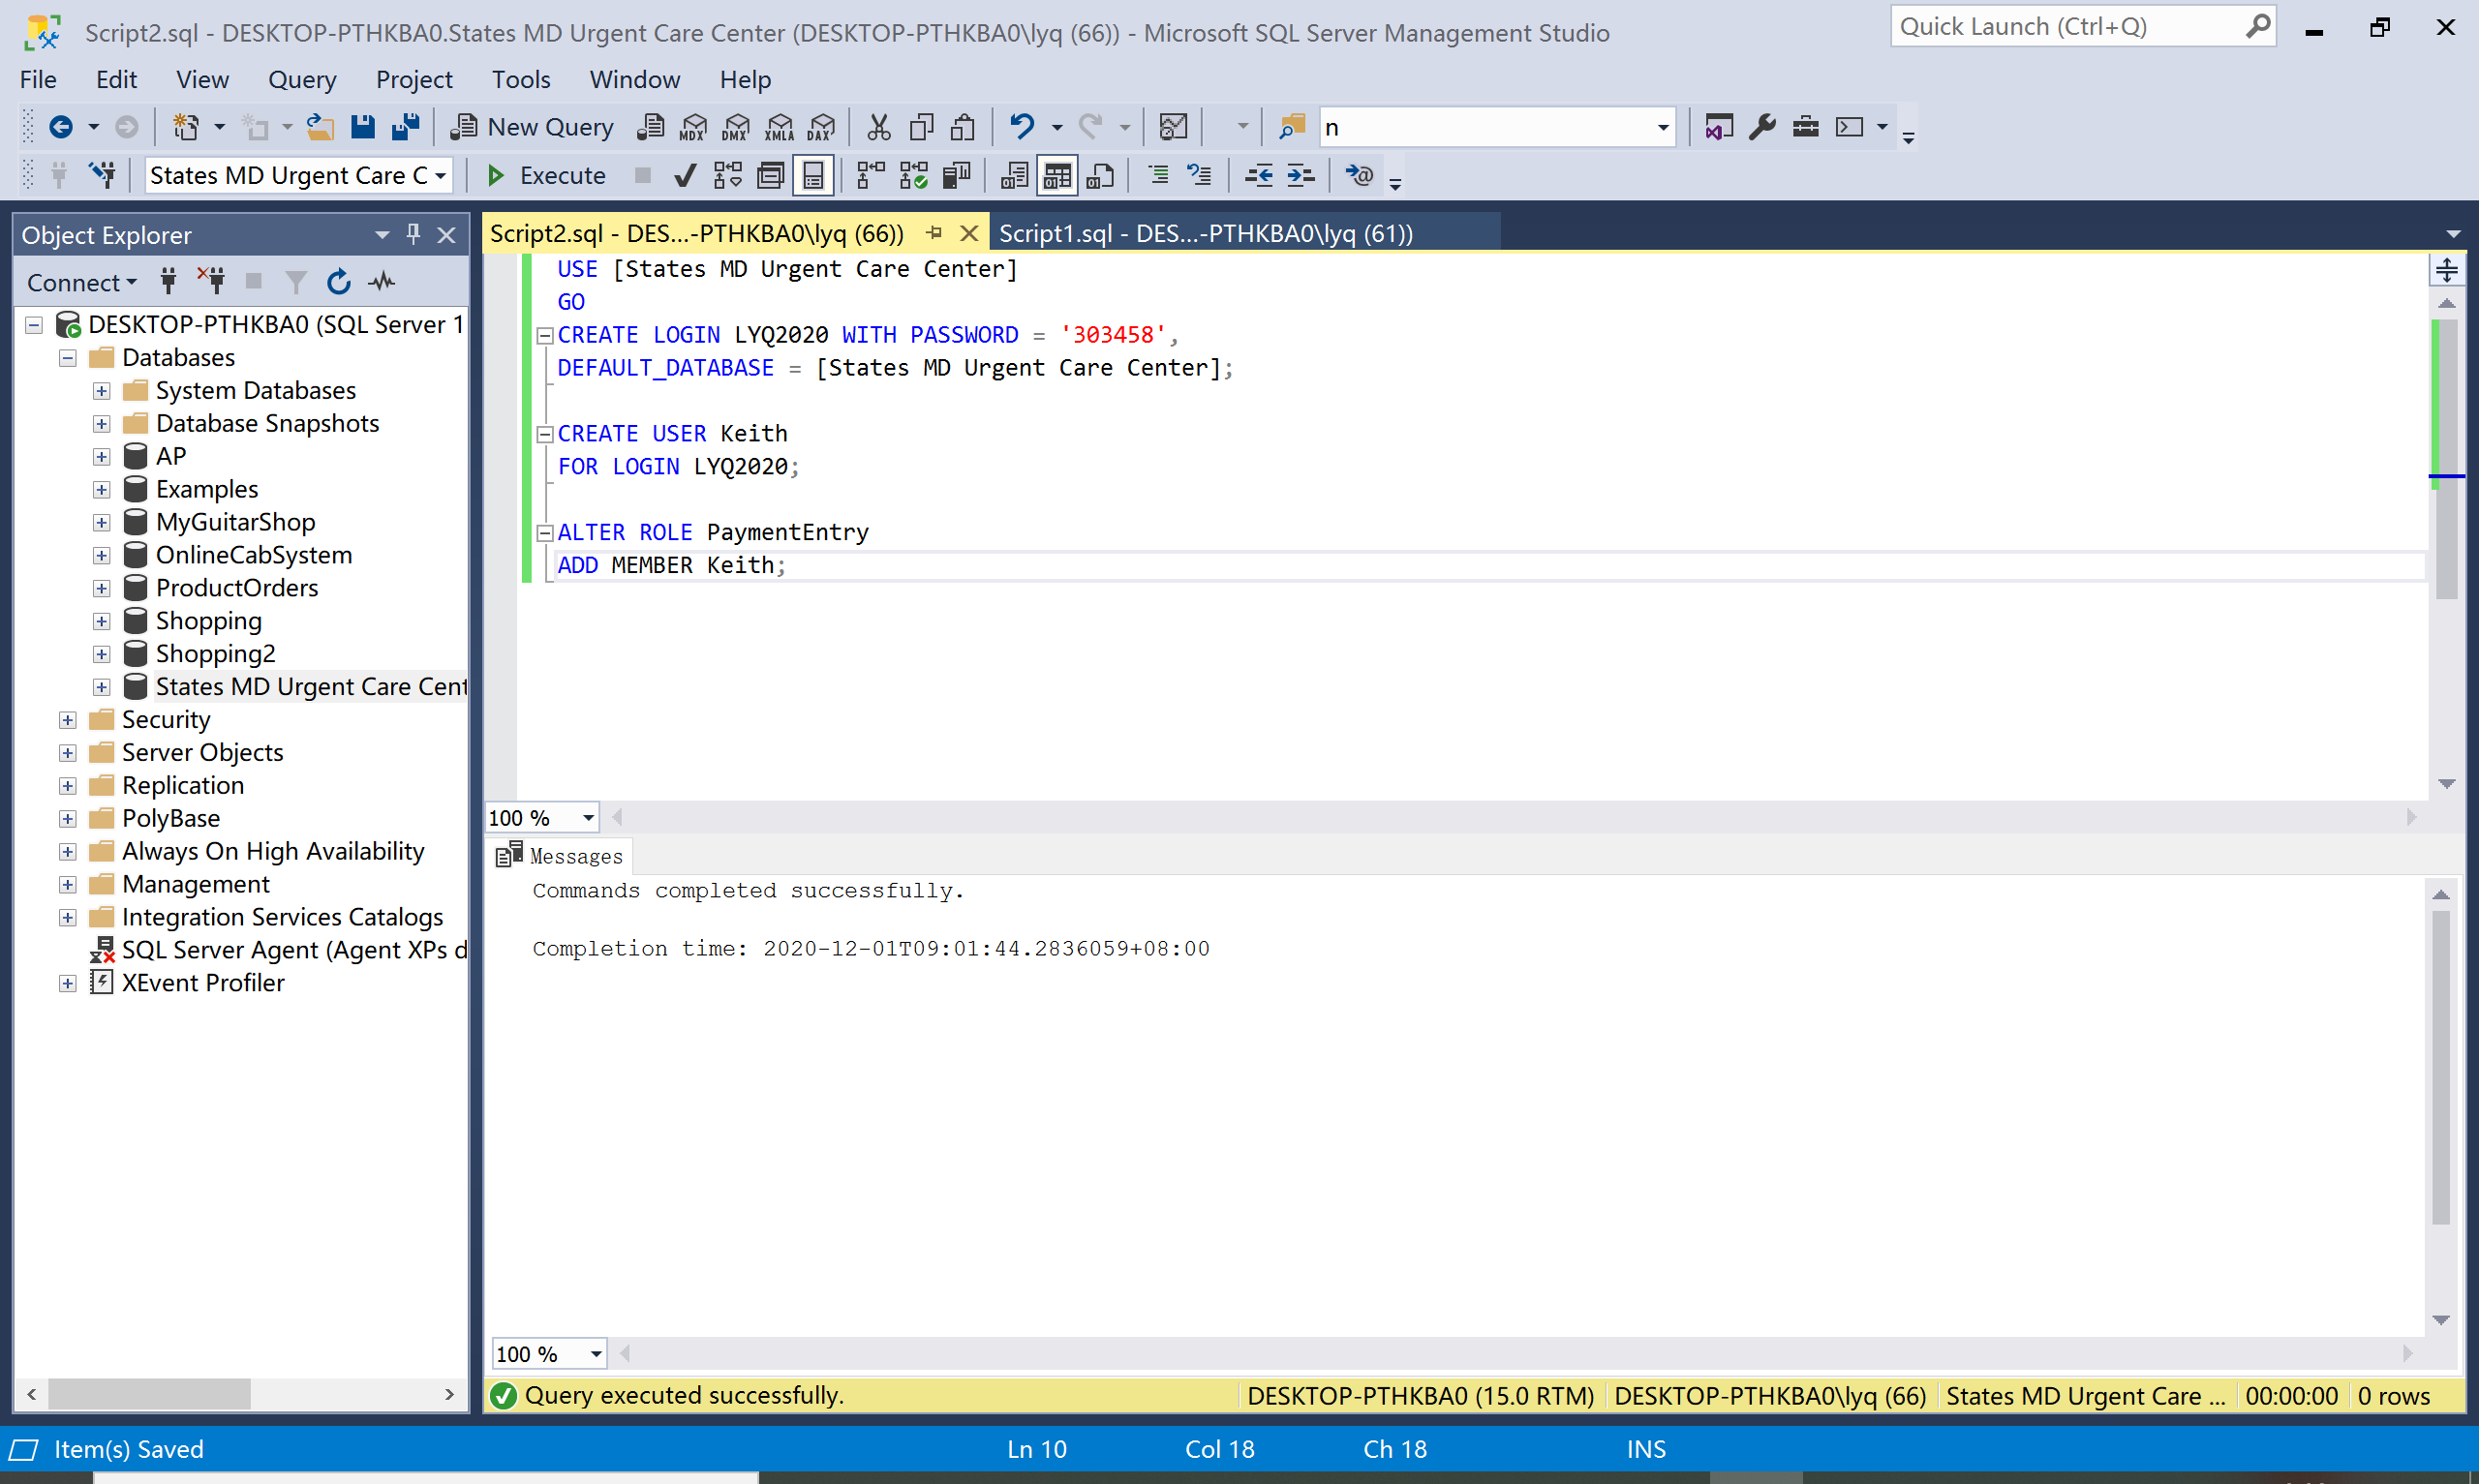 Script2.sql - DESKTOP-PTHKBA0.States MD Urgent Care Center (DESKTOP-PTHKBA0\lyq (66)) - Microsoft SQL Server Management Studio
Quick Launch (Ctrl+Q)
File Edit View Query Project Tools Window Help
New Query MDX DMX XMLA DAX n
States MD Urgent Care C Execute
Object Explorer
Script2.sql - DES...-PTHKBA0\lyq (66))
Script1.sql - DES...-PTHKBA0\lyq (61))
Connect
DESKTOP-PTHKBA0 (SQL Server 1
Databases
System Databases
Database Snapshots
AP
Examples
MyGuitarShop
OnlineCabSystem
ProductOrders
Shopping
Shopping2
States MD Urgent Care Cent
Security
Server Objects
Replication
PolyBase
Always On High Availability
Management
Integration Services Catalogs
SQL Server Agent (Agent XPs d
XEvent Profiler
USE [States MD Urgent Care Center]
GO
CREATE LOGIN LYQ2020 WITH PASSWORD = '303458',
DEFAULT_DATABASE = [States MD Urgent Care Center];
CREATE USER Keith
FOR LOGIN LYQ2020;
ALTER ROLE PaymentEntry
ADD MEMBER Keith;
100 %
Messages
Commands completed successfully.
Completion time: 2020-12-01T09:01:44.2836059+08:00
100 %
Query executed successfully.
DESKTOP-PTHKBA0 (15.0 RTM) DESKTOP-PTHKBA0\lyq (66) States MD Urgent Care ... 00:00:00 0 rows
Item(s) Saved Ln 10 Col 18 Ch 18 INS